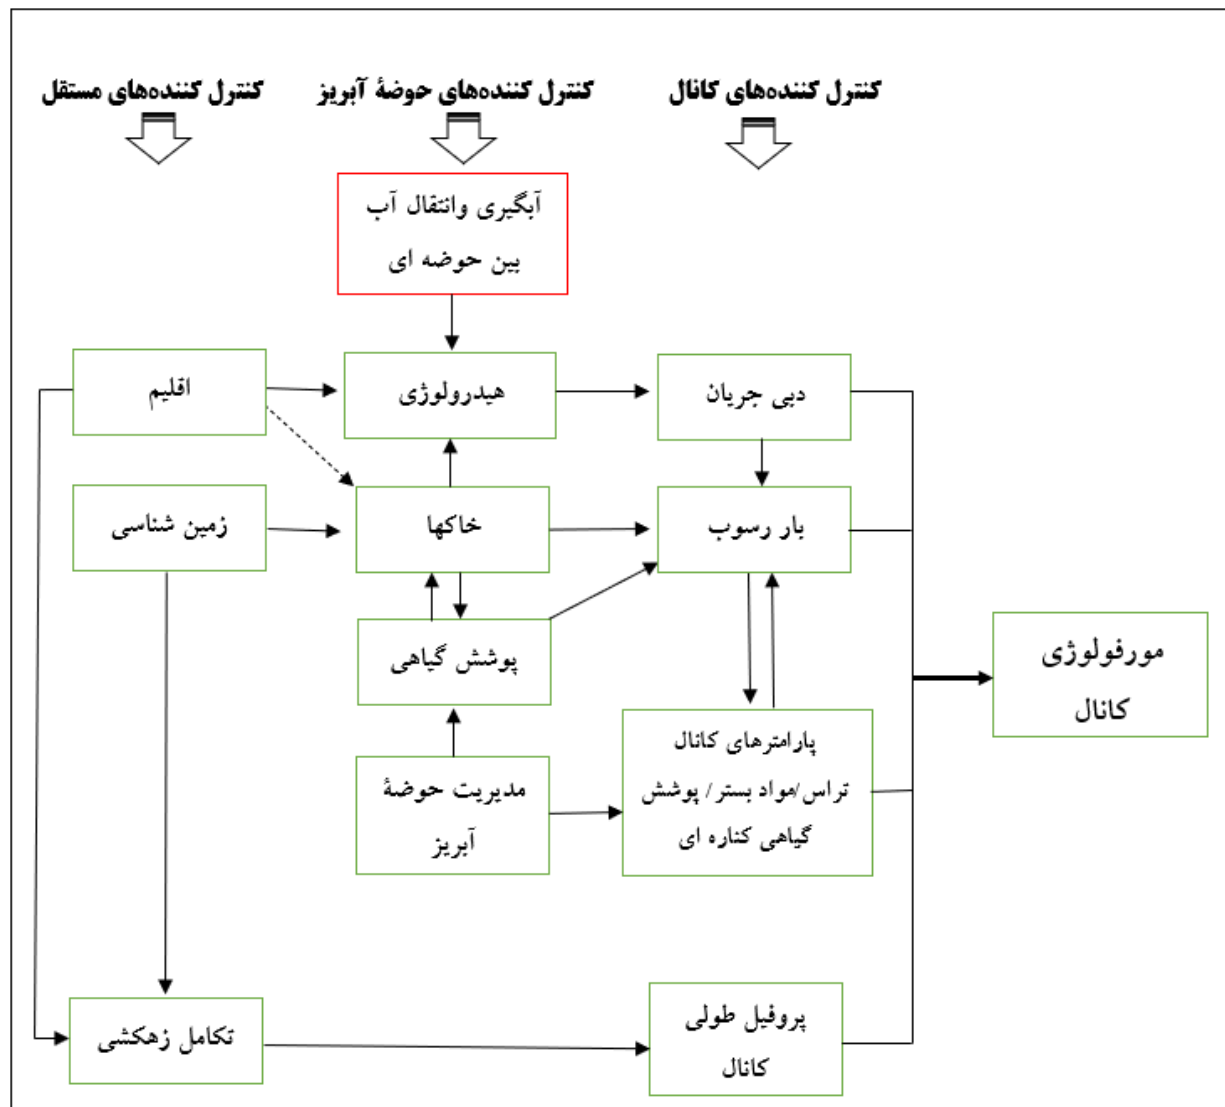 کنترل کننده‌های کانال
کنترل کننده‌های حوضۀ آبریز
کنترل کننده‌های مستقل
آبگیری وانتقال آب
بین حوضه ای
دبی جریان
هیدرولوژی
اقلیم
بار رسوب
خاکها
زمین شناسی
پوشش گیاهی
مورفولوژی
کانال
پارامترهای کانال
تراس/مواد بستر/ پوشش
گیاهی کناره ای
مدیریت حوضۀ
آبریز
پروفیل طولی
کانال
تکامل زهکشی